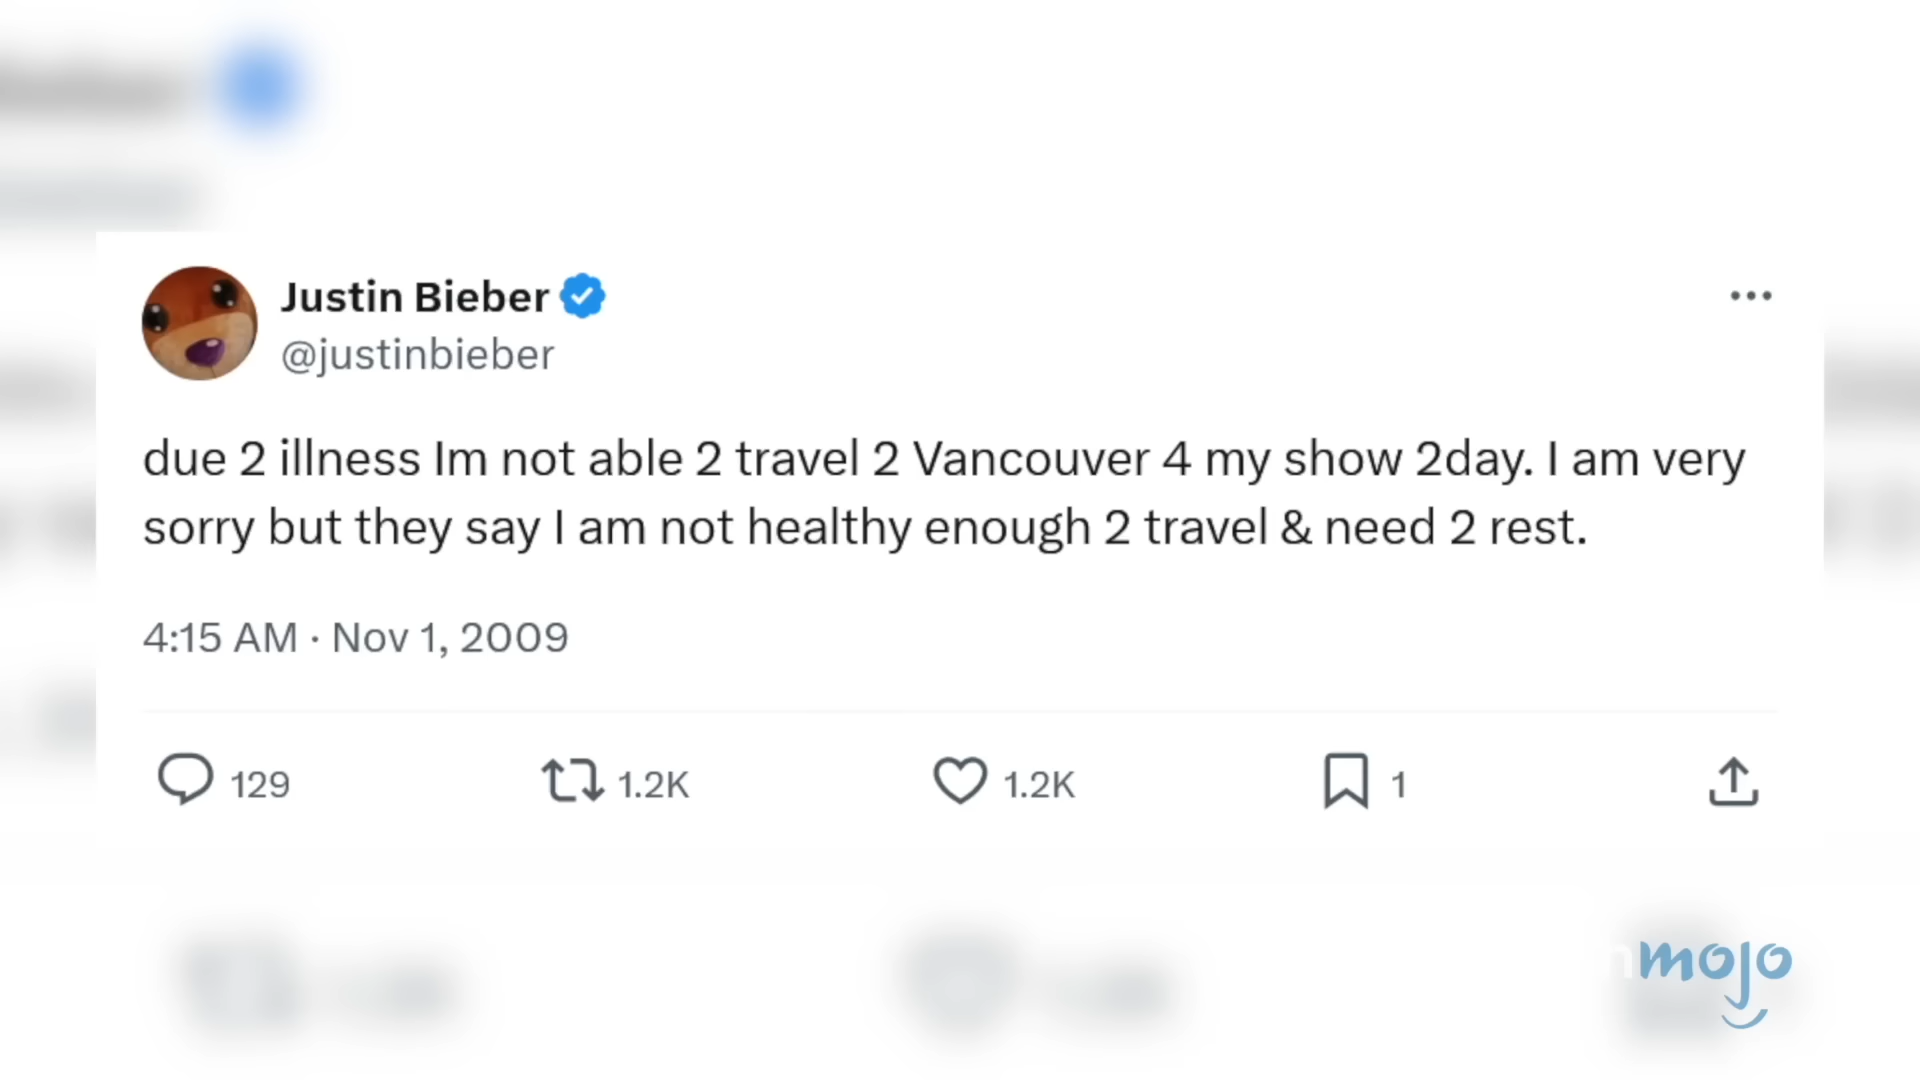 Justin Bieber
@justinbieber
due 2 illness Im not able 2 travel 2 Vancouver 4 my show 2day. I am very
sorry but they say I am not healthy enough 2 travel & need 2 rest.
4:15 AM · Nov 1, 2009
129 1.2K 1.2K 1
mojo